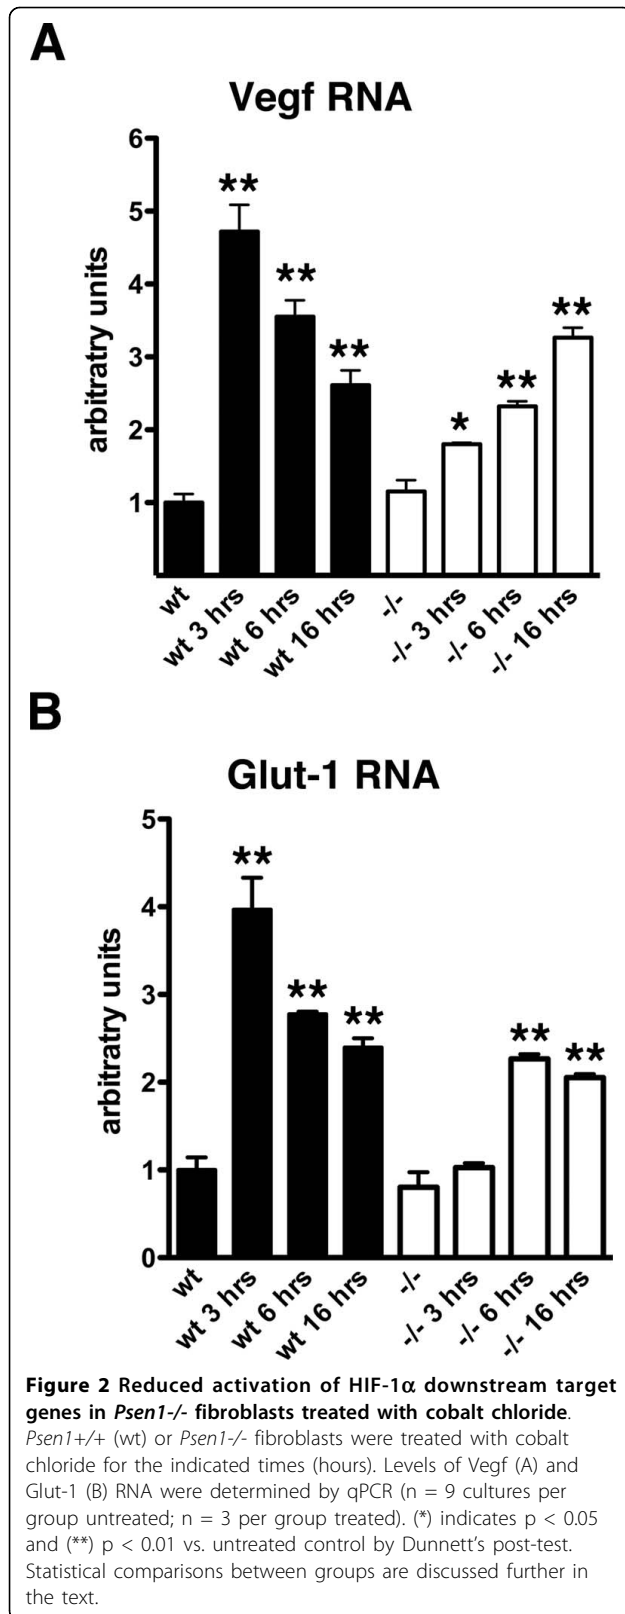 A
Vegf RNA
6
5
4
3
2
1
arbitratry units
**
**
**
*
**
**
wt
wt 3 hrs
wt 6 hrs
wt 16 hrs
-/-
-/- 3 hrs
-/- 6 hrs
-/- 16 hrs
B
Glut-1 RNA
5
4
3
2
1
0
arbitratry units
**
**
**
**
**
wt
wt 3 hrs
wt 6 hrs
wt 16 hrs
-/-
-/- 3 hrs
-/- 6 hrs
-/- 16 hrs
Figure 2 Reduced activation of HIF-1α downstream target
genes in Psen1-/- fibroblasts treated with cobalt chloride.
Psen1+/+ (wt) or Psen1-/- fibroblasts were treated with cobalt
chloride for the indicated times (hours). Levels of Vegf (A) and
Glut-1 (B) RNA were determined by qPCR (n = 9 cultures per
group untreated; n = 3 per group treated). (*) indicates p < 0.05
and (**) p < 0.01 vs. untreated control by Dunnett's post-test.
Statistical comparisons between groups are discussed further in
the text.